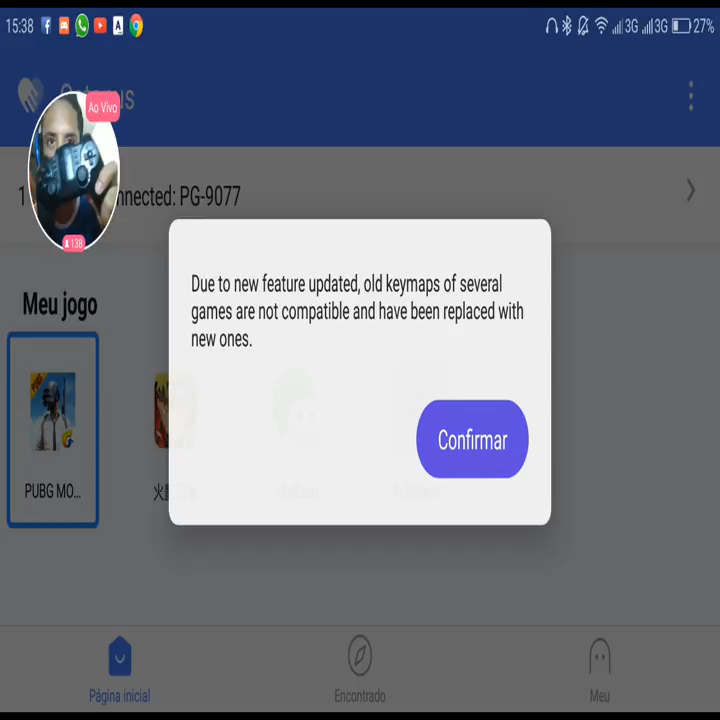 15:38
3G 3G 27%
Ao Vivo
138
1 nnected: PG-9077
Due to new feature updated, old keymaps of several
games are not compatible and have been replaced with
new ones.
Confirmar
Meu jogo
PUBG
PUBG MO...
Página inicial
Encontrado
Meu